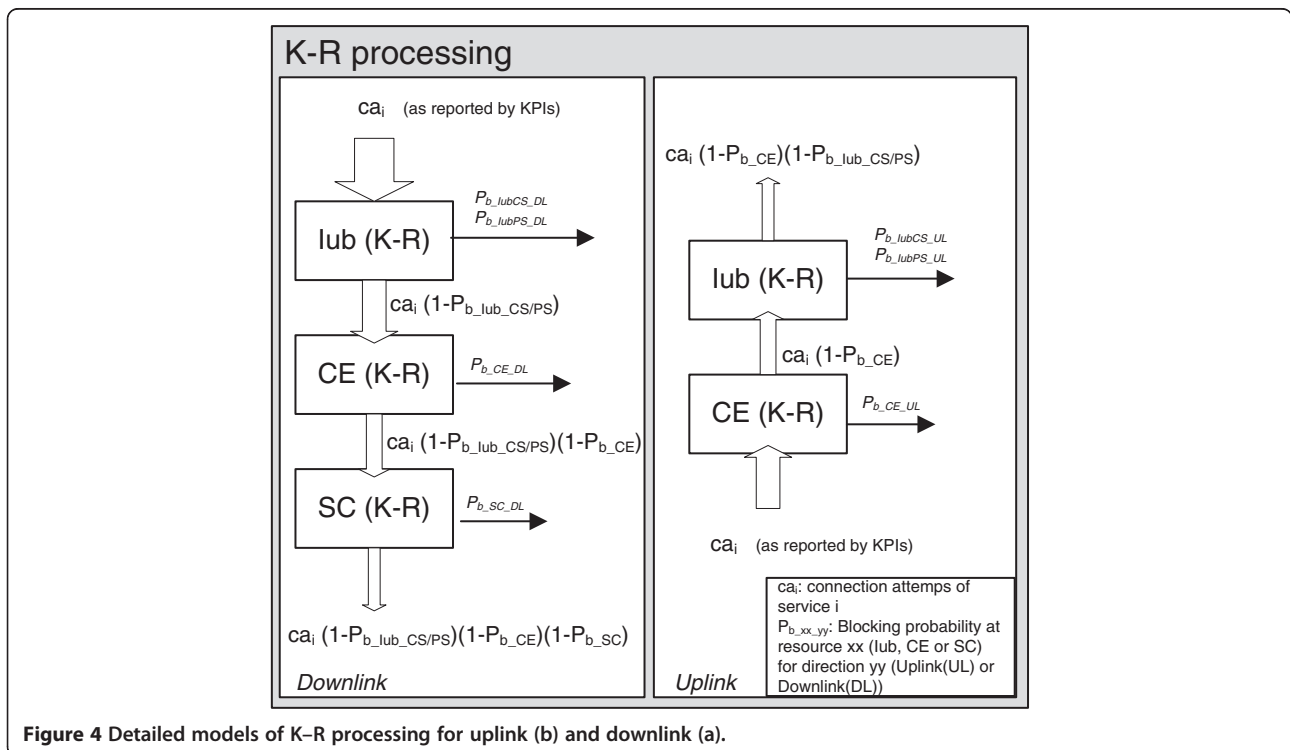 K-R processing
ca_i (as reported by KPIs)
Iub (K-R)
P_b_IubCS_DL
P_b_IubPS_DL
ca_i (1-P_b_Iub_CS/PS)
CE (K-R)
P_b_CE_DL
ca_i (1-P_b_Iub_CS/PS)(1-P_b_CE)
SC (K-R)
P_b_SC_DL
ca_i (1-P_b_Iub_CS/PS)(1-P_b_CE)(1-P_b_SC)
Downlink
ca_i (1-P_b_CE)(1-P_b_Iub_CS/PS)
Iub (K-R)
P_b_IubCS_UL
P_b_IubPS_UL
ca_i (1-P_b_CE)
CE (K-R)
P_b_CE_UL
ca_i (as reported by KPIs)
ca_i: connection attemps of
service i
P_b_xx_yy: Blocking probability at
resource xx (Iub, CE or SC)
for direction yy (Uplink(UL) or
Downlink(DL))
Uplink
Figure 4 Detailed models of K–R processing for uplink (b) and downlink (a).